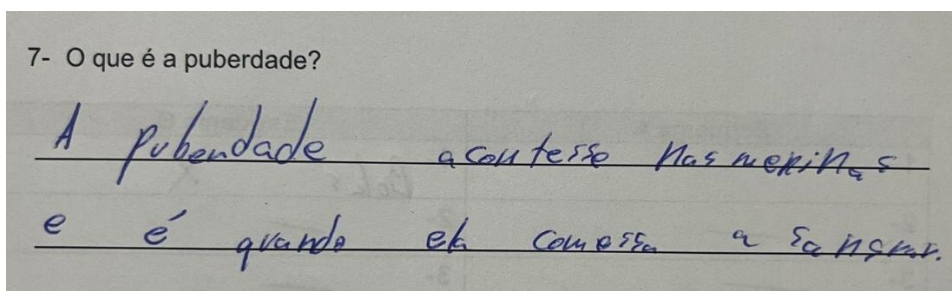 7- O que é a puberdade?
A puberdade acontesse nas meninas
e é quando ela comessa a sangrar.